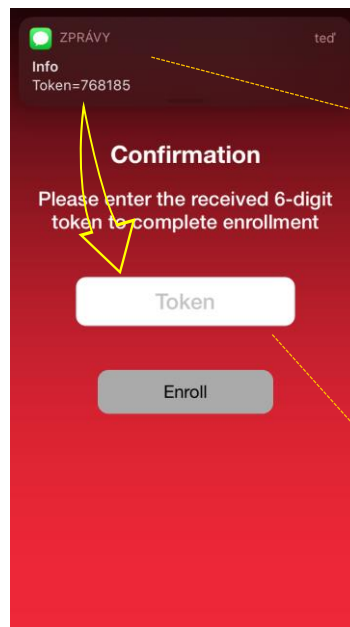 ZPRÁVY teď
Info
Token=768185
Confirmation
Please enter the received 6-digit
token to complete enrollment
Token
Enroll